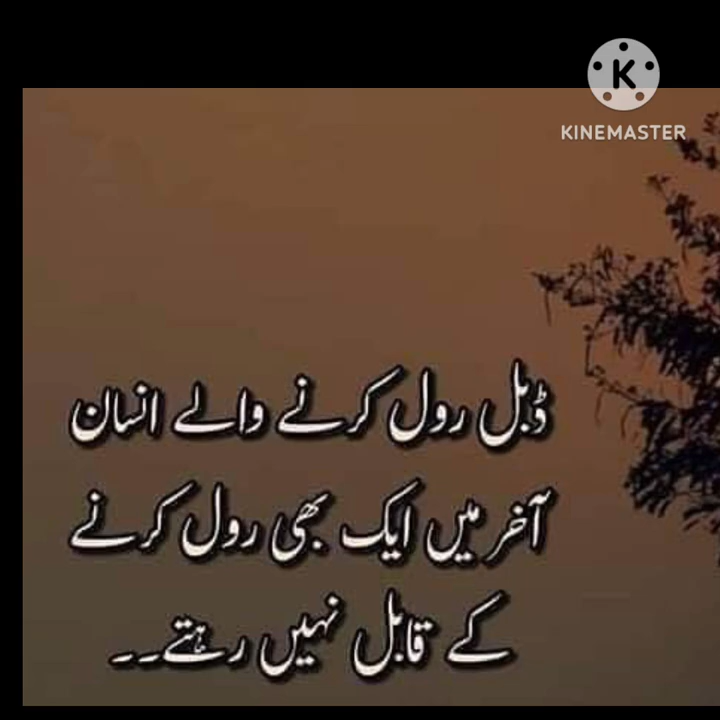 KINEMASTER
ڈبل رول کرنے والے انسان
آخر میں ایک بھی رول کرنے
کے قابل نہیں رہتے۔۔